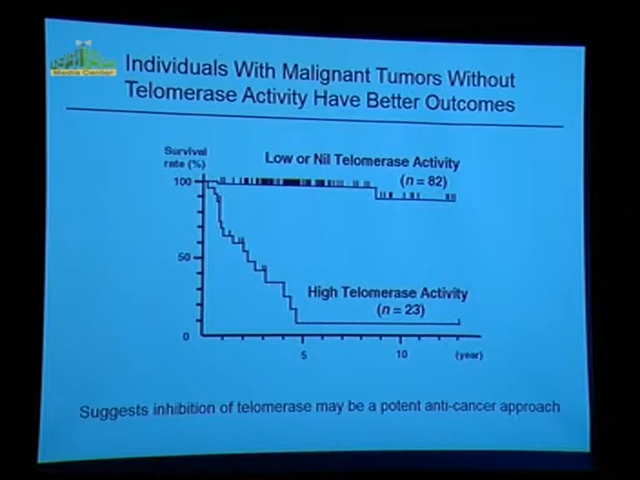 Media Center
Individuals With Malignant Tumors Without
Telomerase Activity Have Better Outcomes
Survival
rate (%)
Low or Nil Telomerase Activity
(n = 82)
100
50
High Telomerase Activity
(n = 23)
0
5
10
(year)
Suggests inhibition of telomerase may be a potent anti-cancer approach